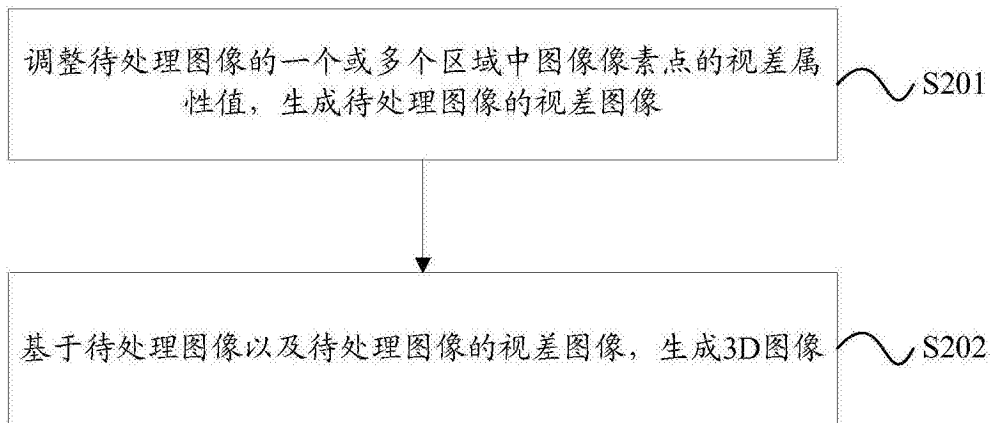 调整待处理图像的一个或多个区域中图像像素点的视差属
性值，生成待处理图像的视差图像
S201
基于待处理图像以及待处理图像的视差图像，生成3D图像
S202